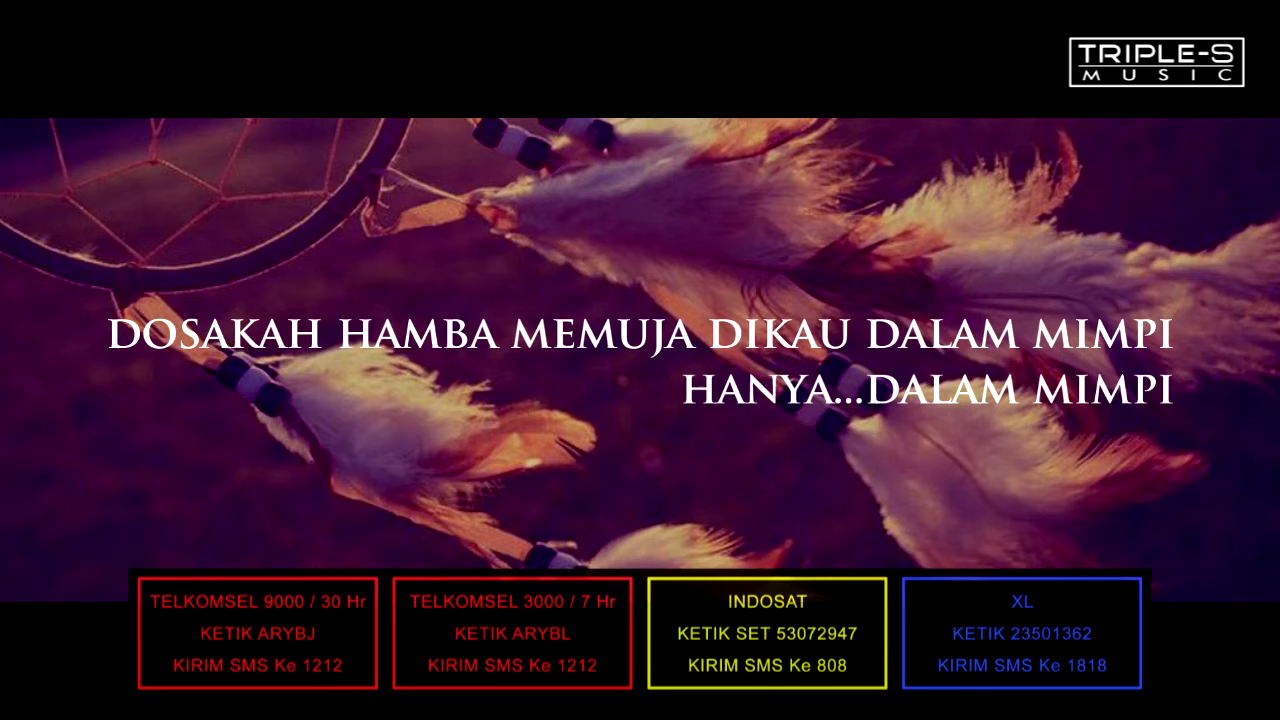 TRIPLE-S
MUSIC
DOSAKAH HAMBA MEMUJA DIKAU DALAM MIMPI
HANYA...DALAM MIMPI
TELKOMSEL 9000 / 30 Hr
KETIK ARYBJ
KIRIM SMS Ke 1212
TELKOMSEL 3000 / 7 Hr
KETIK ARYBL
KIRIM SMS Ke 1212
INDOSAT
KETIK SET 53072947
KIRIM SMS Ke 808
XL
KETIK 23501362
KIRIM SMS Ke 1818